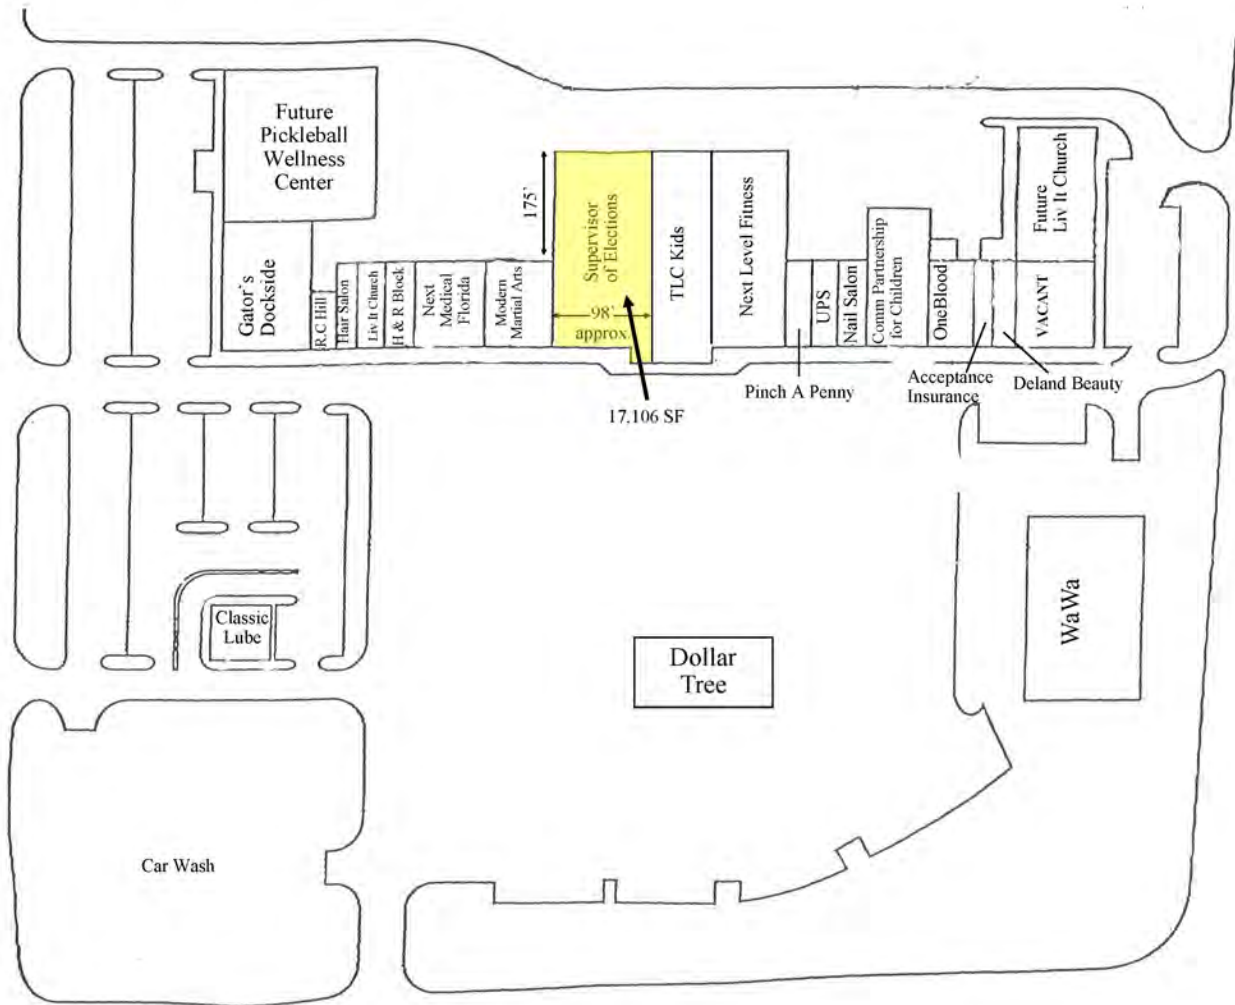 Future
Pickleball
Wellness
Center
175'
Supervisor
of Elections
TLC Kids
Next Level Fitness
Future
Liv It Church
Gator's
Dockside
R.C Hill
Hair Salon
Liv It Church
H & R Block
Next
Medical
Florida
Modern
Martial Arts
98'
approx.
UPS
Nail Salon
Comm Partnership
for Children
OneBlood
VACANT
Pinch A Penny
Acceptance
Insurance
Deland Beauty
17,106 SF
Classic
Lube
Dollar
Tree
WaWa
Car Wash